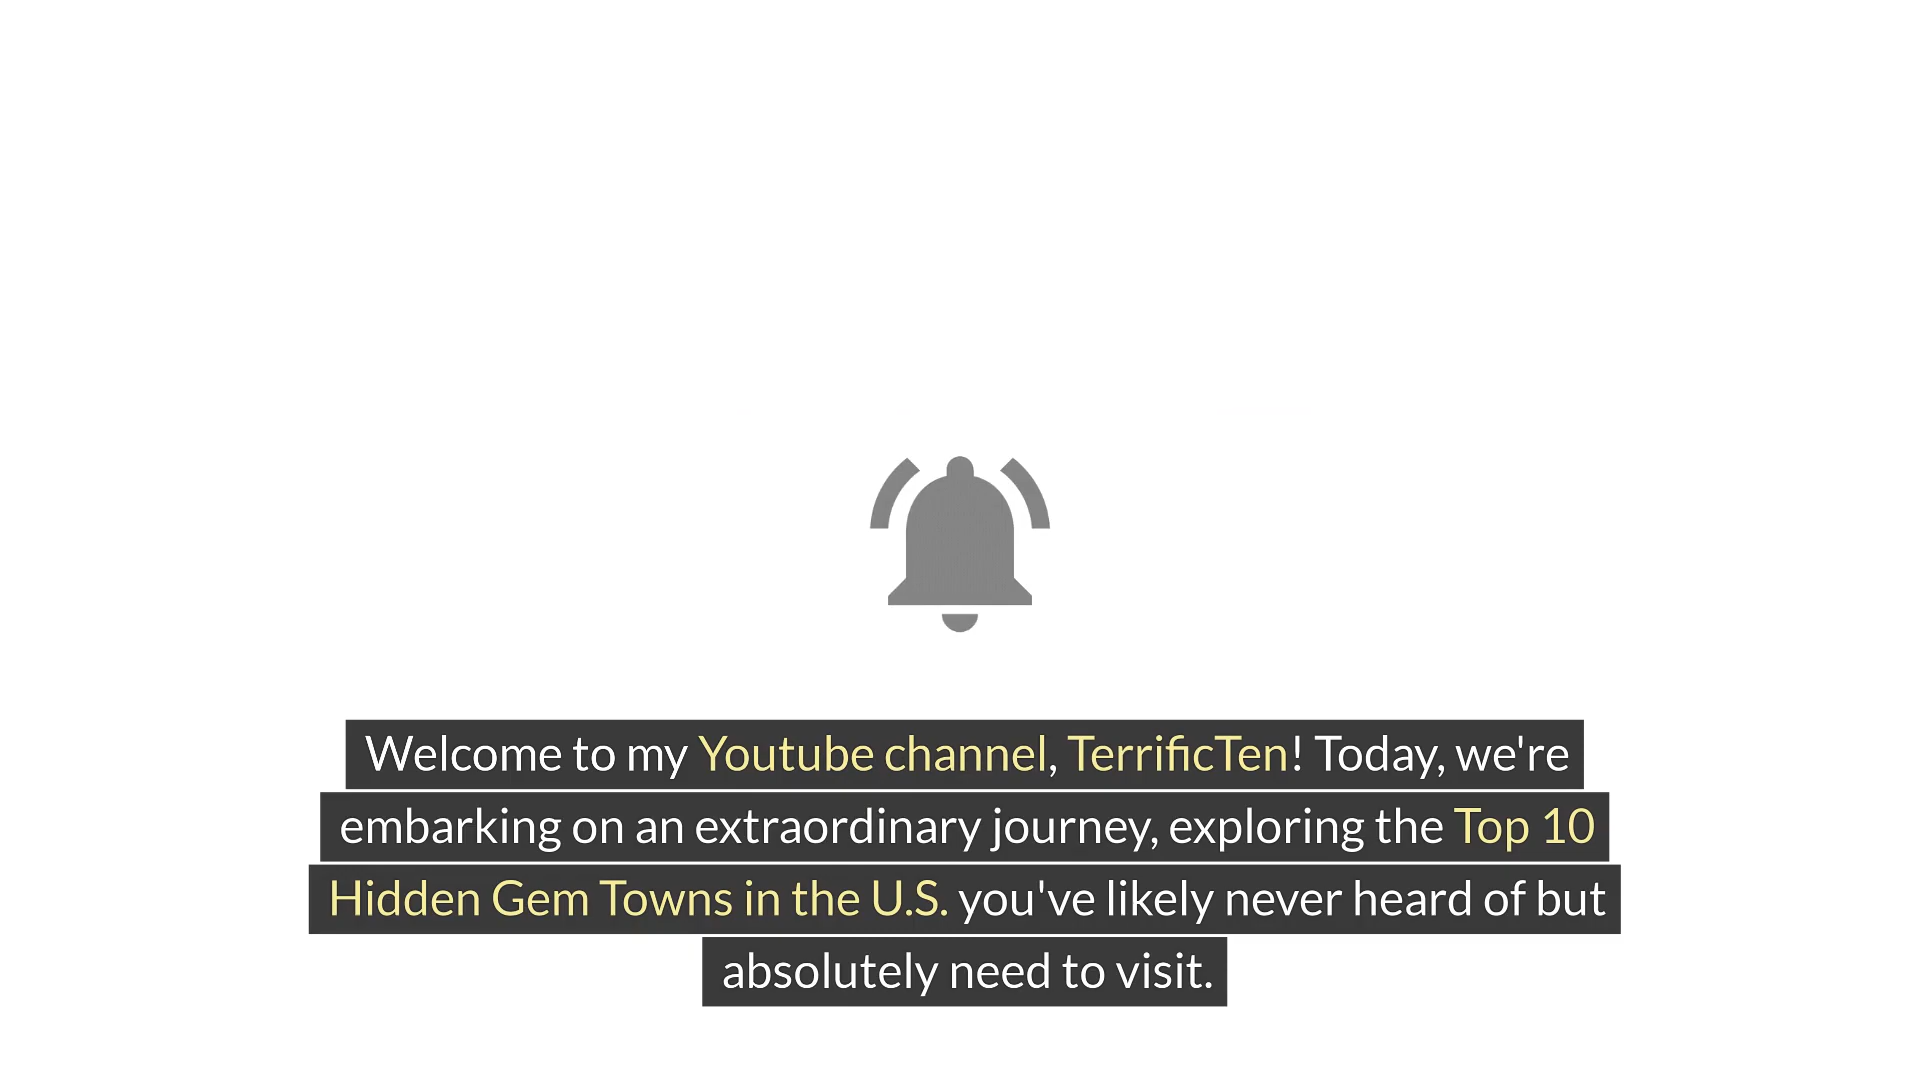 Welcome to my Youtube channel, TerrificTen! Today, we're
embarking on an extraordinary journey, exploring the Top 10
Hidden Gem Towns in the U.S. you've likely never heard of but
absolutely need to visit.